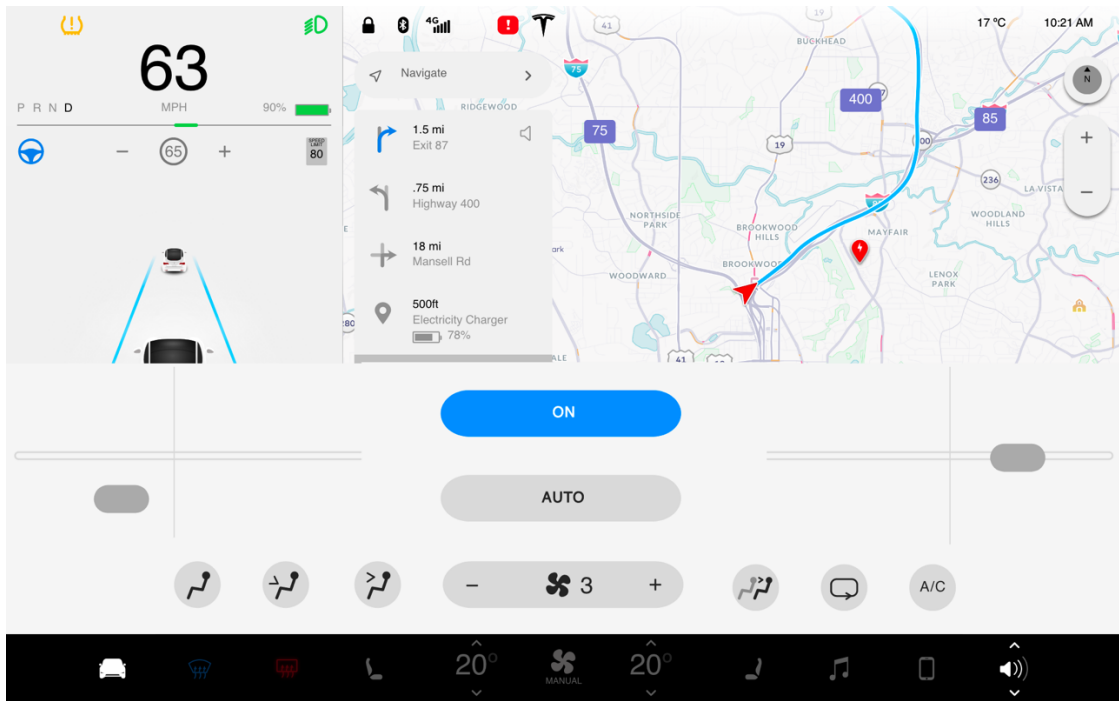 4G
17 ºC
10:21 AM
63
MPH
P R N D
90%
65
SPEED LIMIT 80
Navigate
1.5 mi
Exit 87
.75 mi
Highway 400
18 mi
Mansell Rd
500ft
Electricity Charger
78%
41
19
BUCKHEAD
75
RIDGEWOOD
400
75
85
N
19
236
LA VISTA
NORTHSIDE
PARK
BROOKWOOD
HILLS
MAYFAIR
WOODLAND
HILLS
ark
WOODWARD
LENOX
PARK
280
ALE
41
+
−
ON
AUTO
− 3 +
A/C
20°
MANUAL
20°